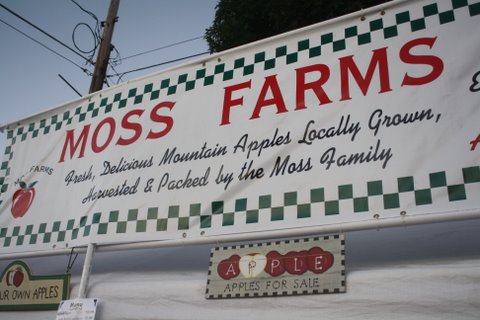 MOSS FARMS
Fresh, Delicious Mountain Apples Locally Grown,
Harvested & Packed by the Moss Family
FARMS
APPLE
APPLES FOR SALE
OUR OWN APPLES